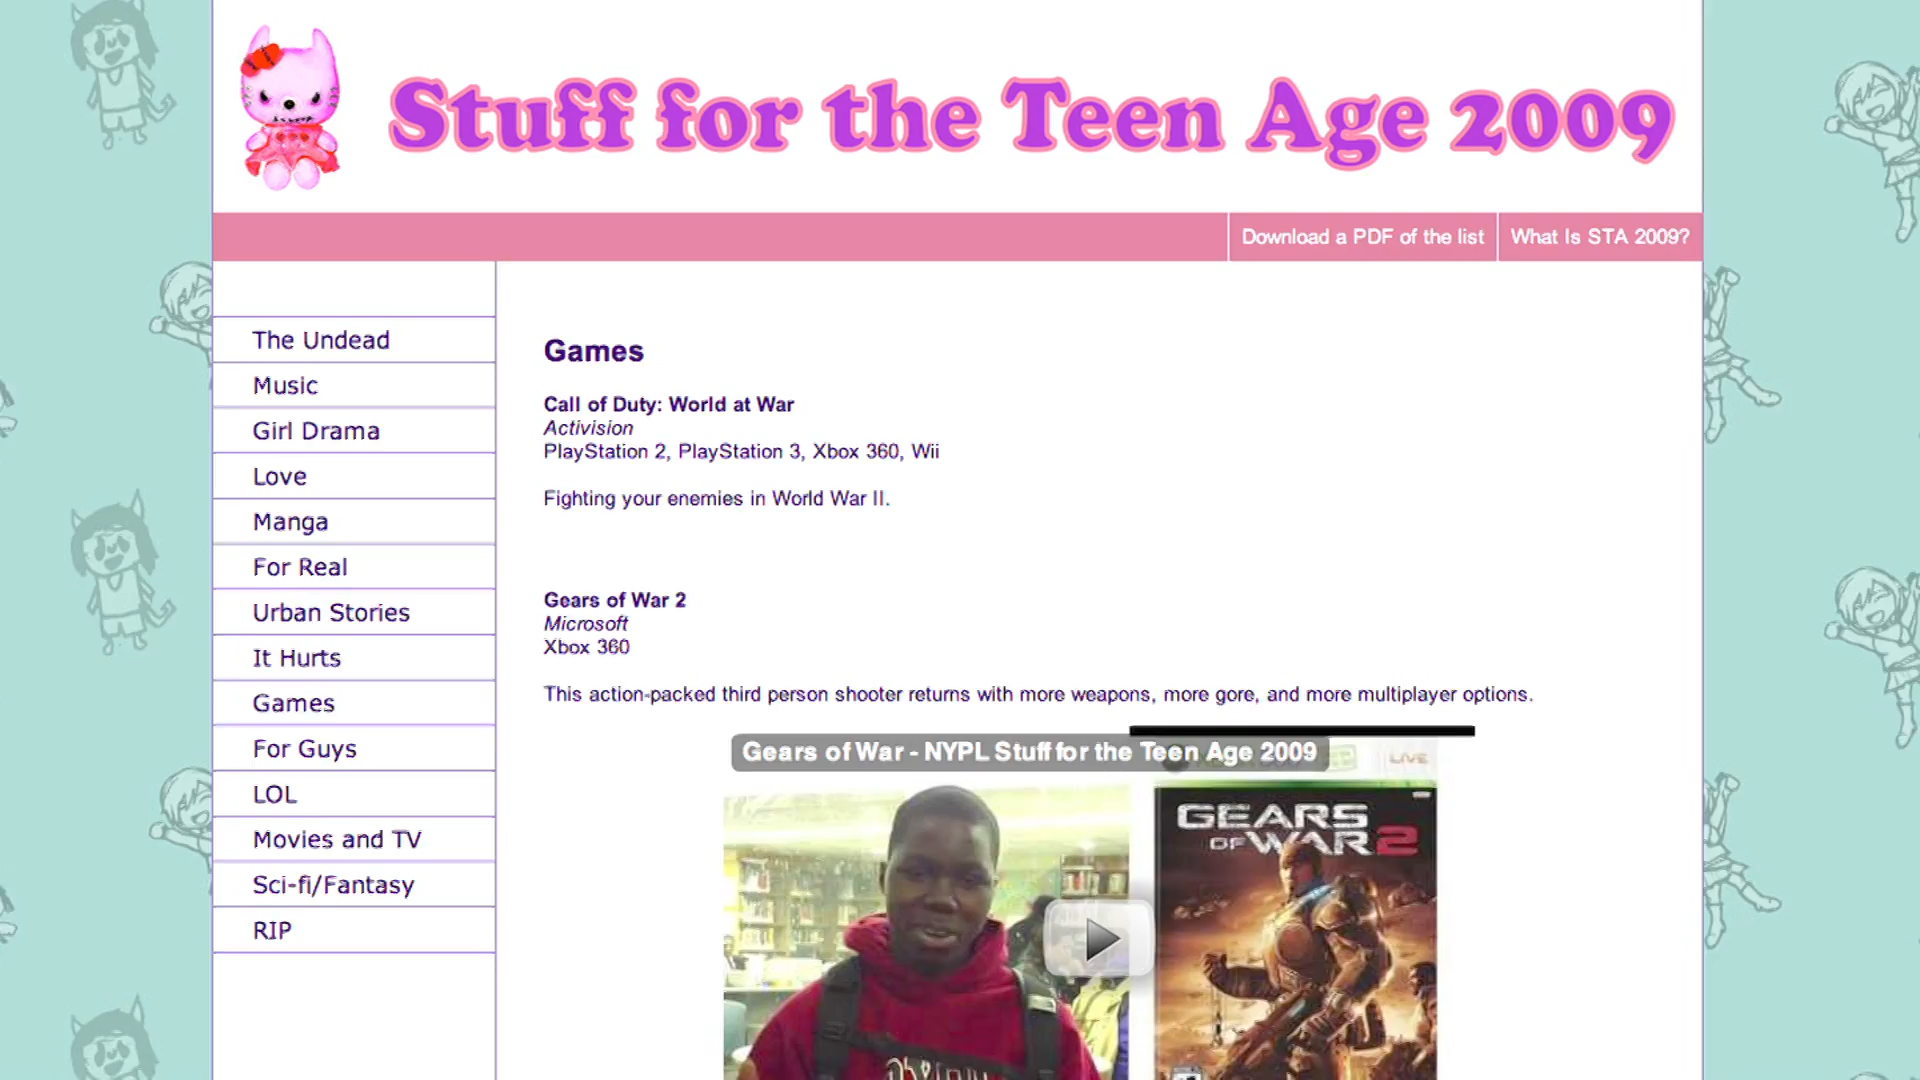 Stuff for the Teen Age 2009
Download a PDF of the list
What Is STA 2009?
The Undead
Music
Girl Drama
Love
Manga
For Real
Urban Stories
It Hurts
Games
For Guys
LOL
Movies and TV
Sci-fi/Fantasy
RIP
Games
Call of Duty: World at War
Activision
PlayStation 2, PlayStation 3, Xbox 360, Wii
Fighting your enemies in World War II.
Gears of War 2
Microsoft
Xbox 360
This action-packed third person shooter returns with more weapons, more gore, and more multiplayer options.
Gears of War - NYPL Stuff for the Teen Age 2009
LIVE
GEARS
OF WAR 2